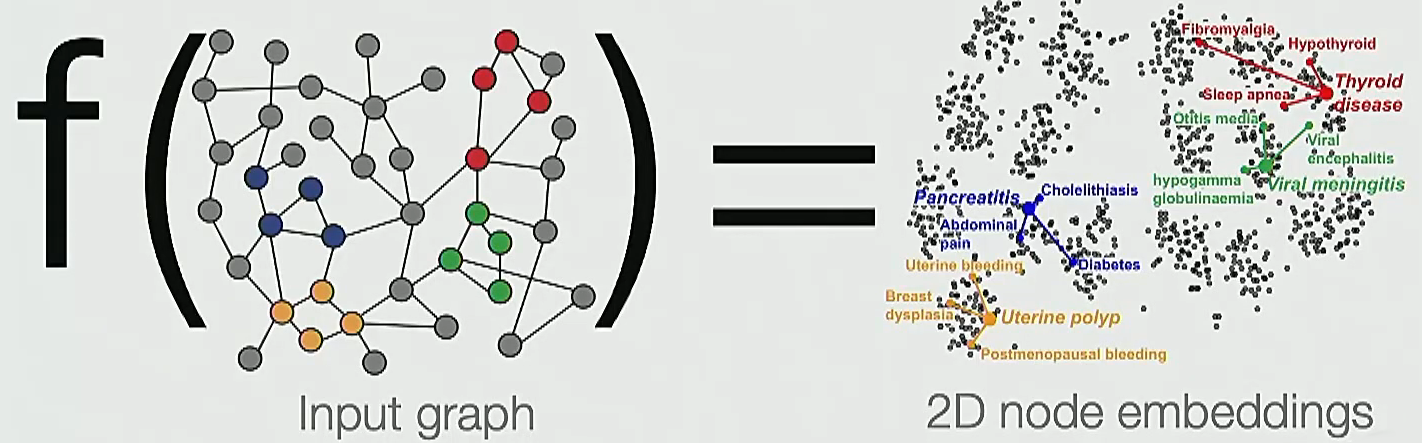 f ( ) =
Input graph
Fibromyalgia
Hypothyroid
Thyroid
disease
Sleep apnea
Otitis media
Viral
encephalitis
hypogamma
globulinaemia
Viral meningitis
Pancreatitis
Cholelithiasis
Abdominal
pain
Diabetes
Uterine bleeding
Breast
dysplasia
Uterine polyp
Postmenopausal bleeding
2D node embeddings